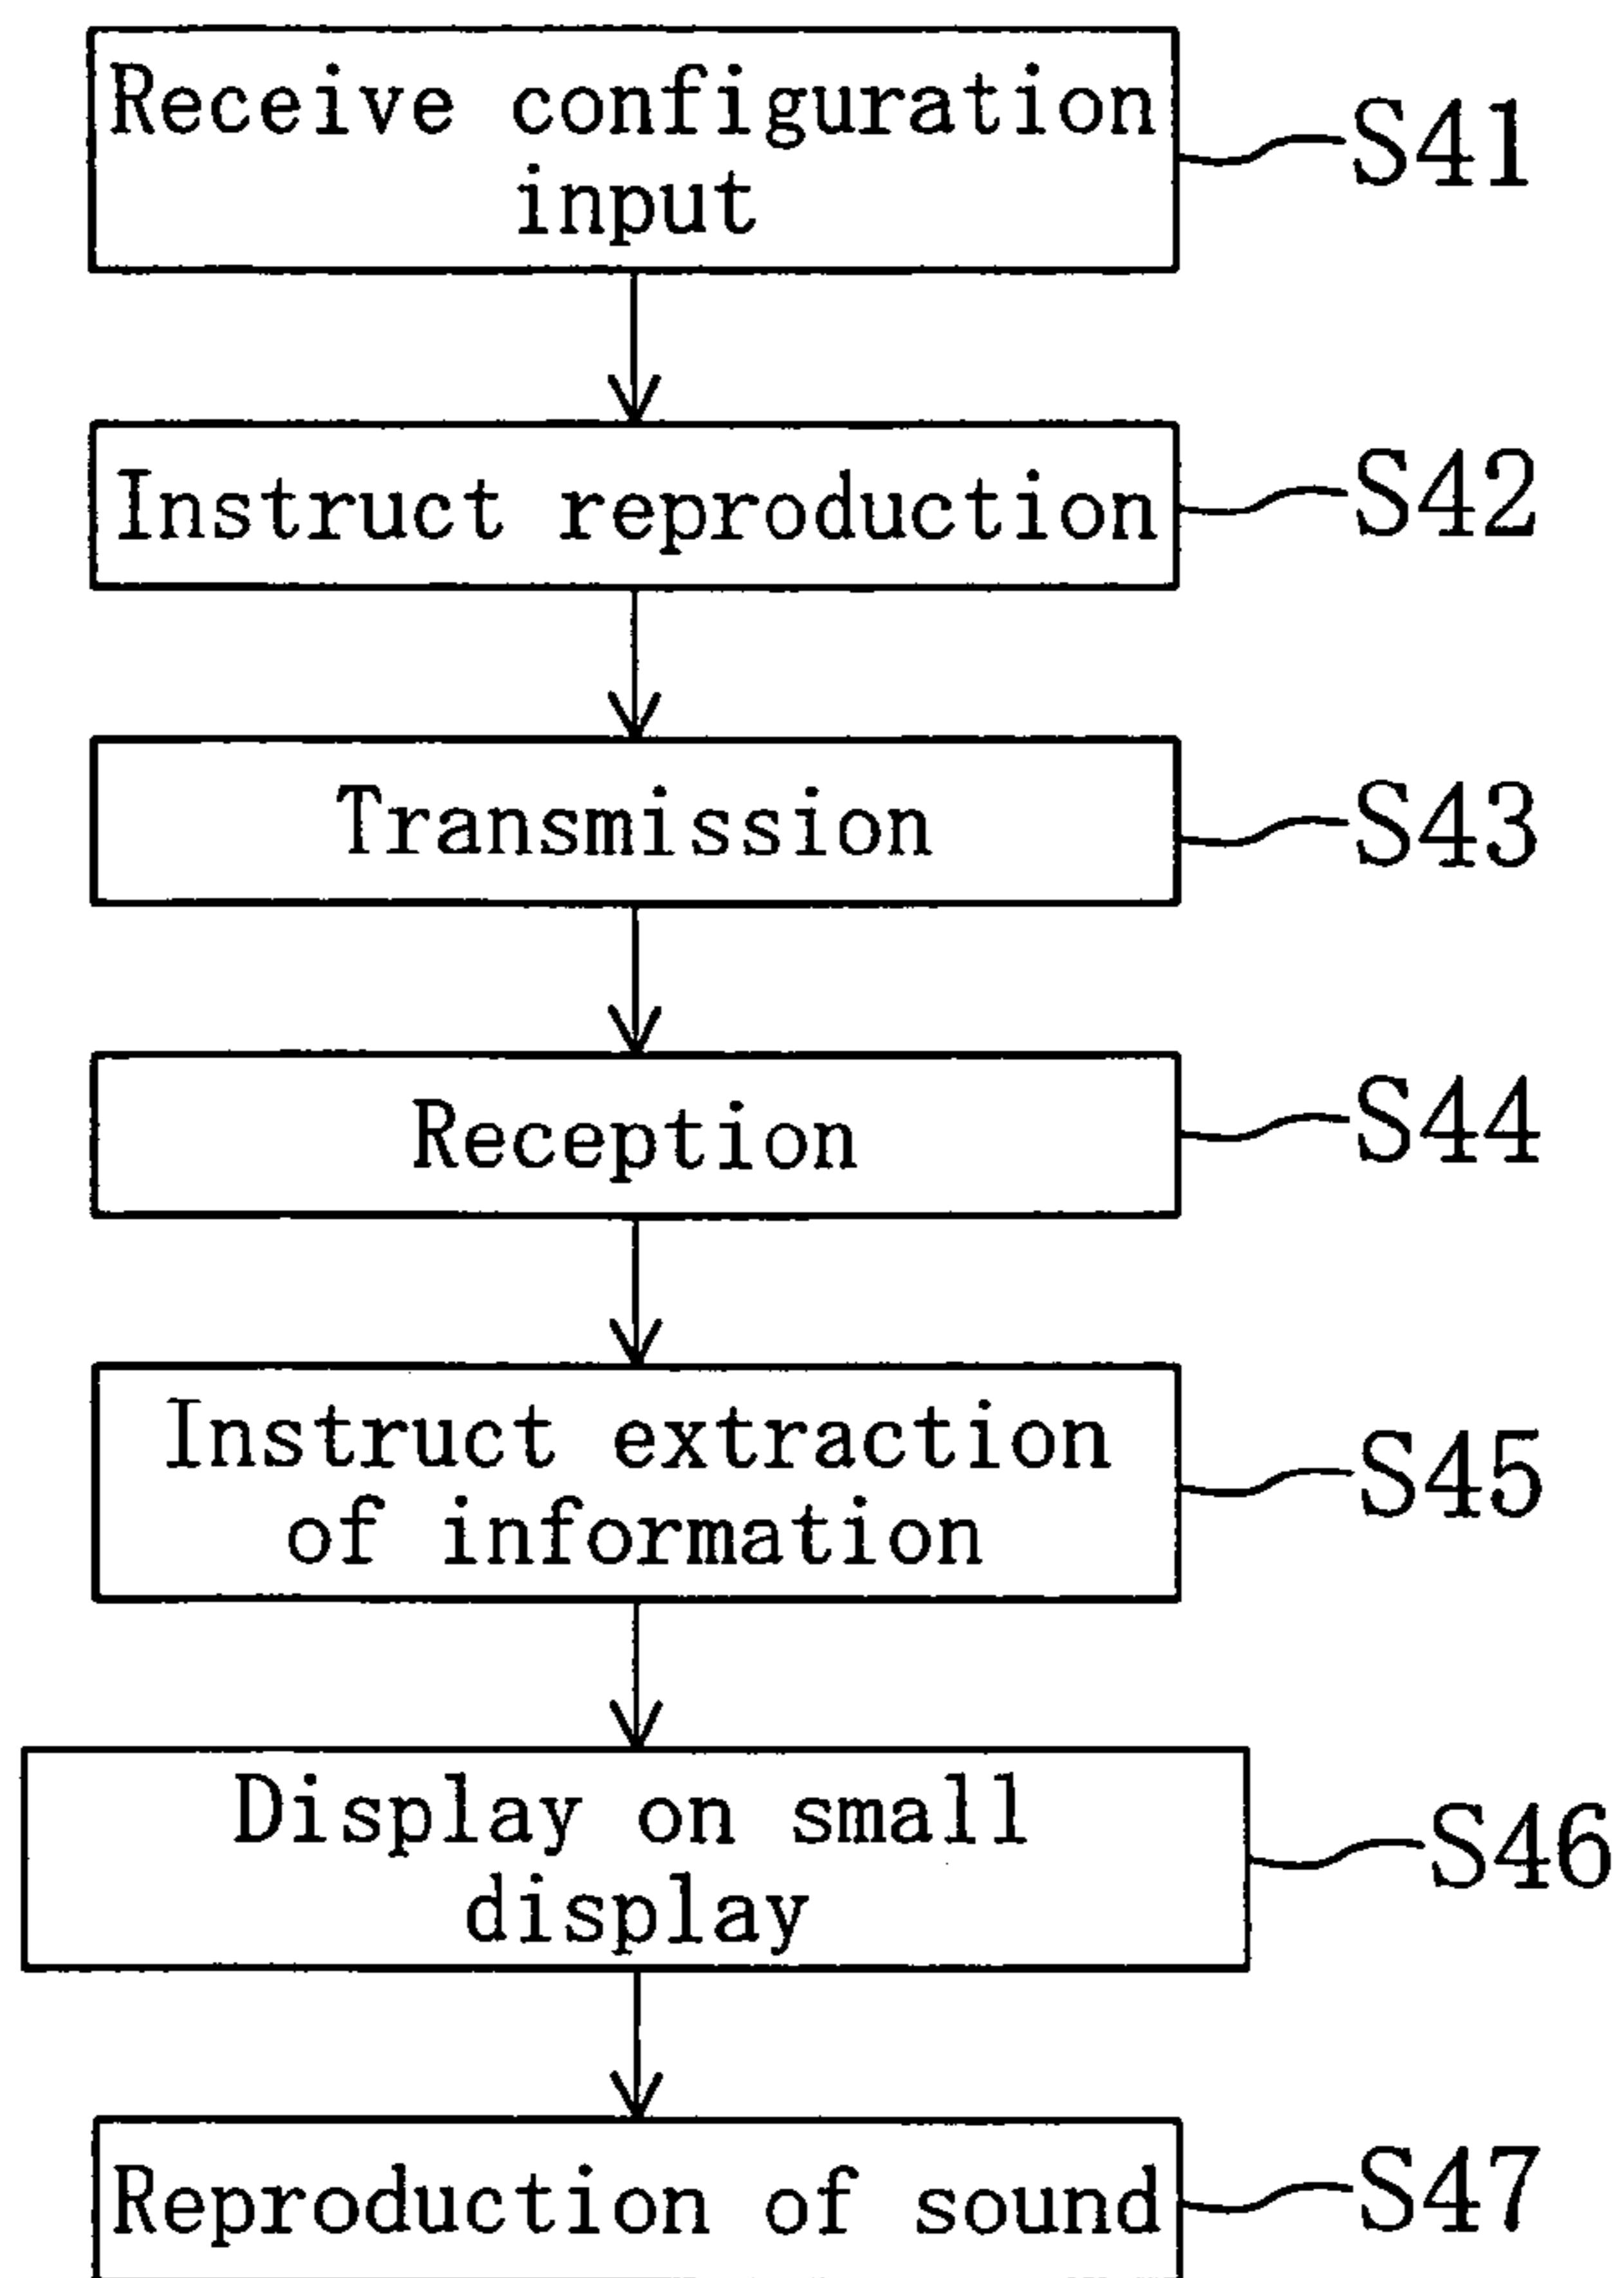 Receive configuration
input
S41
Instruct reproduction
S42
Transmission
S43
Reception
S44
Instruct extraction
of information
S45
Display on small
display
S46
Reproduction of sound
S47